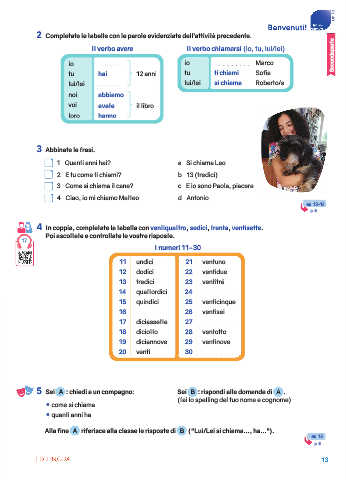 Benvenuti!
2 Completate le tabelle con le parole evidenziate dell'attività precedente.
Il verbo avere
io
tu hai 12 anni
lui/lei
noi abbiamo
voi avete il libro
loro hanno
Il verbo chiamarsi (io, tu, lui/lei)
io .......... Marco
tu ti chiami Sofia
lui/lei si chiama Roberto/a
3 Abbinate le frasi.
1 Quanti anni hai?
2 E tu come ti chiami?
3 Come si chiama il cane?
4 Ciao, io mi chiamo Matteo
a Si chiama Leo
b 13 (tredici)
c E io sono Paola, piacere
d Antonio
es. 12-13
p. 8
4 In coppia, completate la tabella con ventiquattro, sedici, trenta, ventisette.
Poi ascoltate e controllate le vostre risposte.
17
I numeri 11-30
11 undici 21 ventuno
12 dodici 22 ventidue
13 tredici 23 ventitré
14 quattordici 24
15 quindici 25 venticinque
16 26 ventisei
17 diciassette 27
18 diciotto 28 ventotto
19 diciannove 29 ventinove
20 venti 30
5 Sei A : chiedi a un compagno:
• come si chiama
• quanti anni ha
Sei B : rispondi alle domande di A .
(fai lo spelling del tuo nome e cognome)
Alla fine A riferisce alla classe le risposte di B ("Lui/Lei si chiama..., ha...").
13